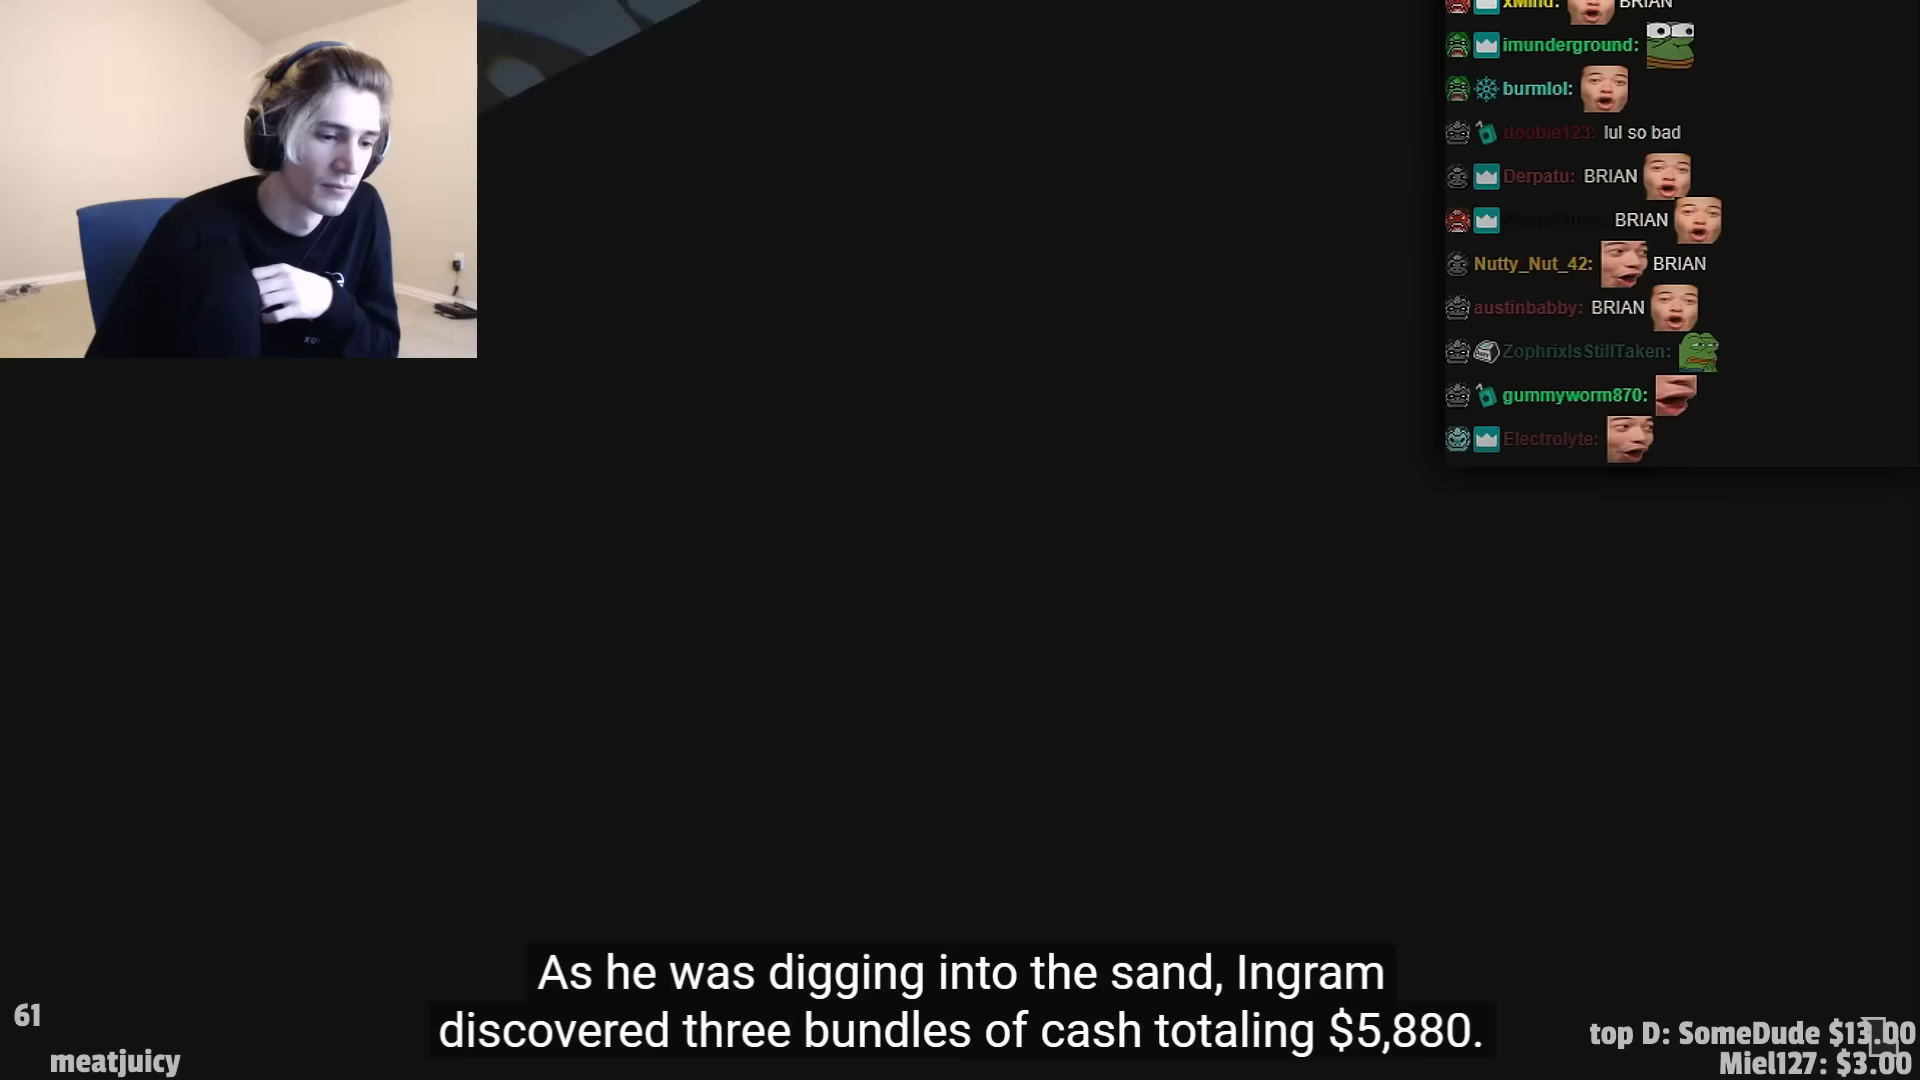 xMind: BRIAN
imunderground:
burmlol:
doobie123: lul so bad
Derpatu: BRIAN
BRIAN
Nutty_Nut_42: BRIAN
austinbabby: BRIAN
ZophrixIsStillTaken:
gummyworm870:
Electrolyte:
As he was digging into the sand, Ingram
discovered three bundles of cash totaling $5,880.
61
meatjuicy
top D: SomeDude $13.00
Miel127: $3.00